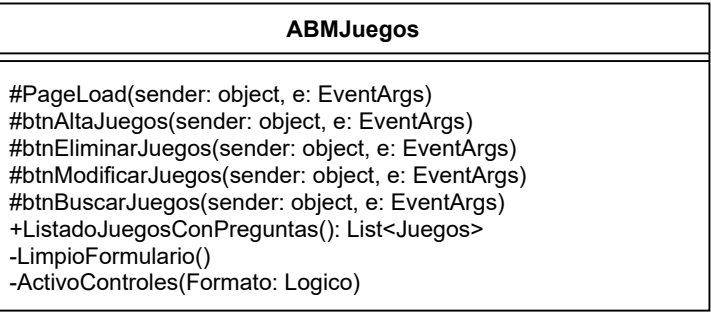 ABMJuegos
#PageLoad(sender: object, e: EventArgs)
#btnAltaJuegos(sender: object, e: EventArgs)
#btnEliminarJuegos(sender: object, e: EventArgs)
#btnModificarJuegos(sender: object, e: EventArgs)
#btnBuscarJuegos(sender: object, e: EventArgs)
+ListadoJuegosConPreguntas(): List<Juegos>
-LimpioFormulario()
-ActivoControles(Formato: Logico)